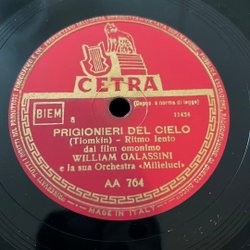 CETRA
(Depos. a norma di legge)
BIEM
8
PRIGIONIERI DEL CIELO
(Tiomkin) - Ritmo lento
dal film omonimo
WILLIAM GALASSINI
e la sua Orchestra «Milleluci»
AA 764
MADE IN ITALY